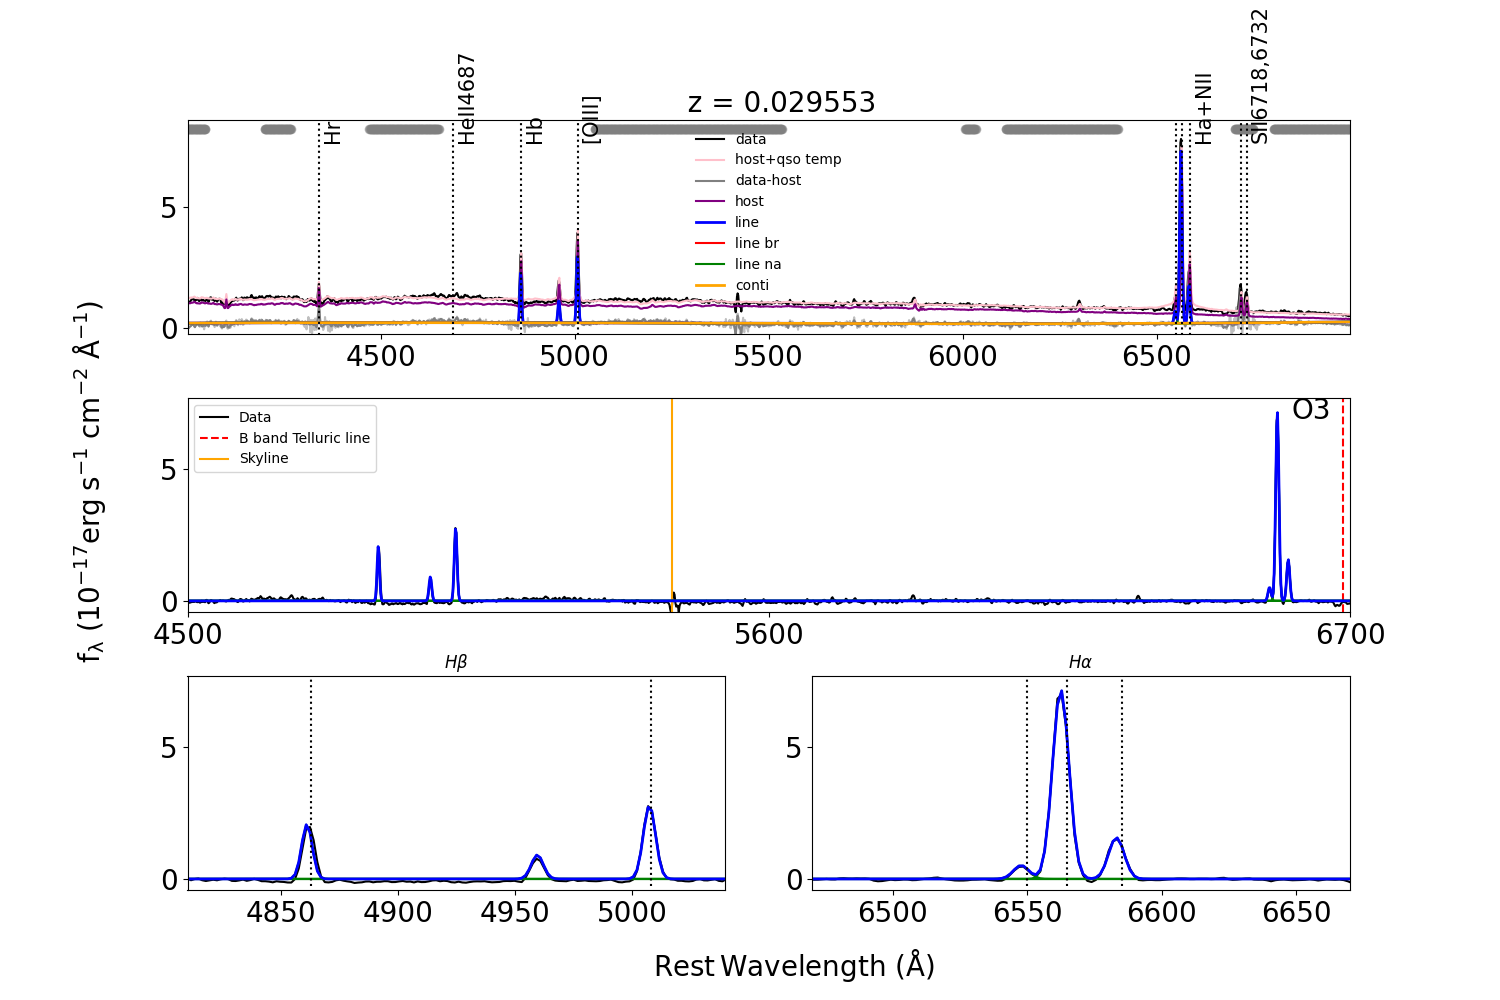 z = 0.029553
Hr
HeII4687
Hb
[OIII]
Ha+NII
SII6718,6732
data
host+qso temp
data-host
host
line
line br
line na
conti
5
0
4500 5000 5500 6000 6500
Data
B band Telluric line
Skyline
O3
5
0
4500 5600 6700
fλ (10−17erg s−1 cm−2 Å−1)
Hβ
5
0
4850 4900 4950 5000
Hα
5
0
6500 6550 6600 6650
Rest Wavelength (Å)